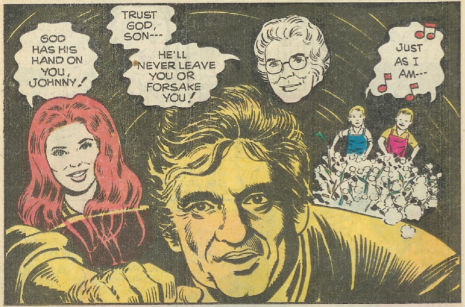 GOD
HAS HIS
HAND ON
YOU,
JOHNNY!
TRUST
GOD,
SON---
HE'LL
NEVER LEAVE
YOU OR
FORSAKE
YOU!
JUST
AS I
AM---